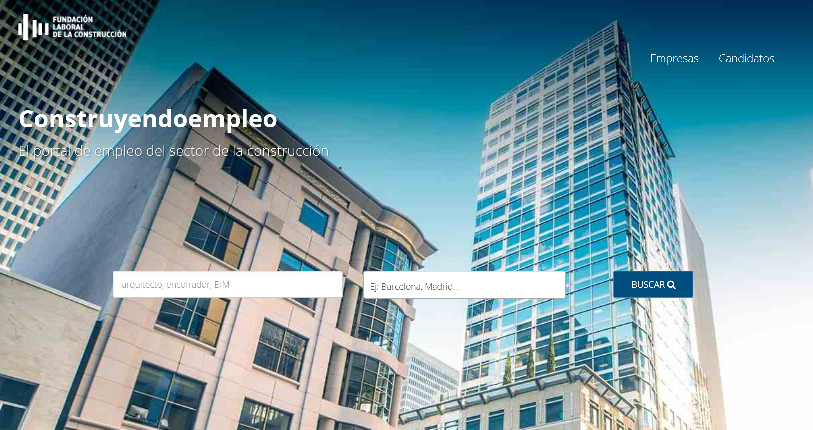 FUNDACIÓN
LABORAL
DE LA CONSTRUCCIÓN
Empresas Candidatos
Construyendoempleo
El portal de empleo del sector de la construcción
arquitecto, encofrador, BIM
Ej: Barcelona, Madrid...
BUSCAR